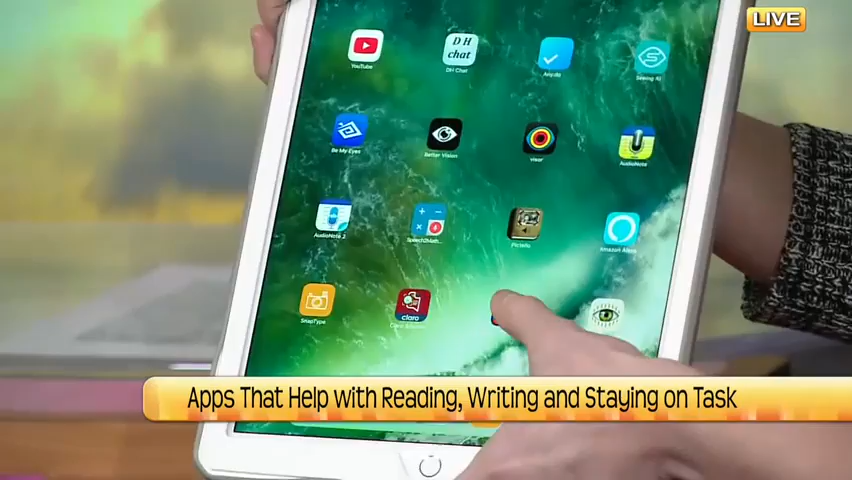 LIVE
YouTube
D H
chat
DH Chat
Any.do
Seeing AI
Be My Eyes
Better Vision
visor
AudioNote
AudioNote 2
Speech2Math...
Pictello
Amazon Alexa
SnapType
claro
Apps That Help with Reading, Writing and Staying on Task